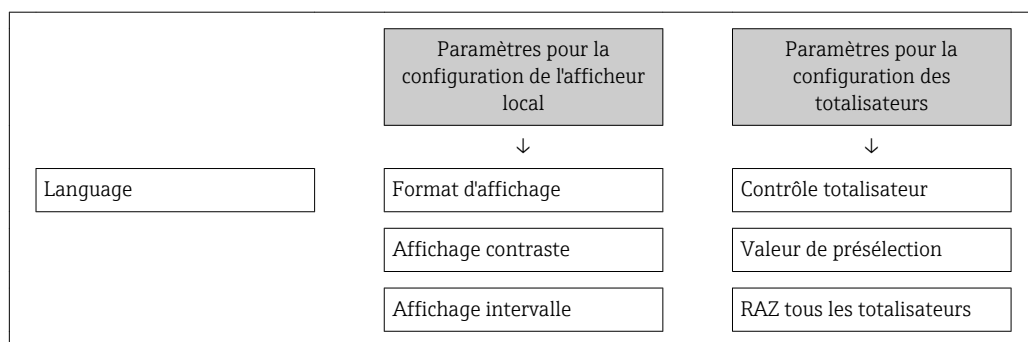 Paramètres pour la
configuration de l'afficheur
local
Paramètres pour la
configuration des
totalisateurs
↓
↓
Language
Format d'affichage
Contrôle totalisateur
Affichage contraste
Valeur de présélection
Affichage intervalle
RAZ tous les totalisateurs